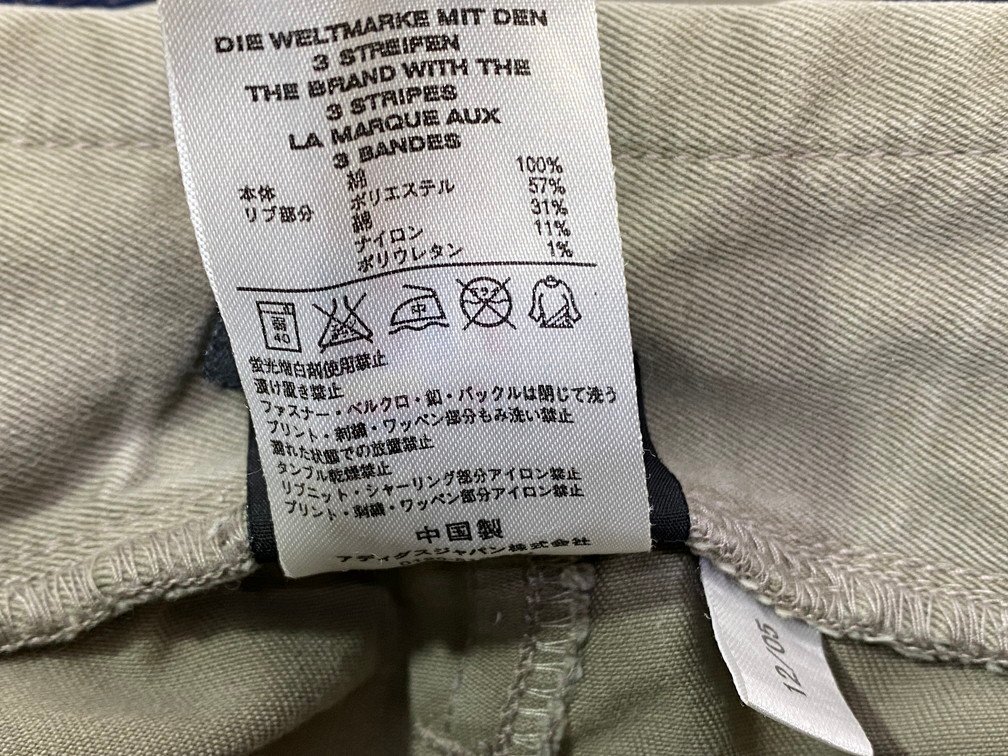 DIE WELTMARKE MIT DEN
3 STREIFEN
THE BRAND WITH THE
3 STRIPES
LA MARQUE AUX
3 BANDES
本体 綿 100%
リブ部分 ポリエステル 57%
綿 31%
ナイロン 11%
ポリウレタン 1%
弱
40
中
蛍光増白剤使用禁止
漬け置き禁止
ファスナー・ベルクロ・釦・バックルは閉じて洗う
プリント・刺繍・ワッペン部分もみ洗い禁止
濡れた状態での放置禁止
タンブル乾燥禁止
リブニット・シャーリング部分アイロン禁止
プリント・刺繍・ワッペン部分アイロン禁止
中国製
アディダスジャパン株式会社
12/05